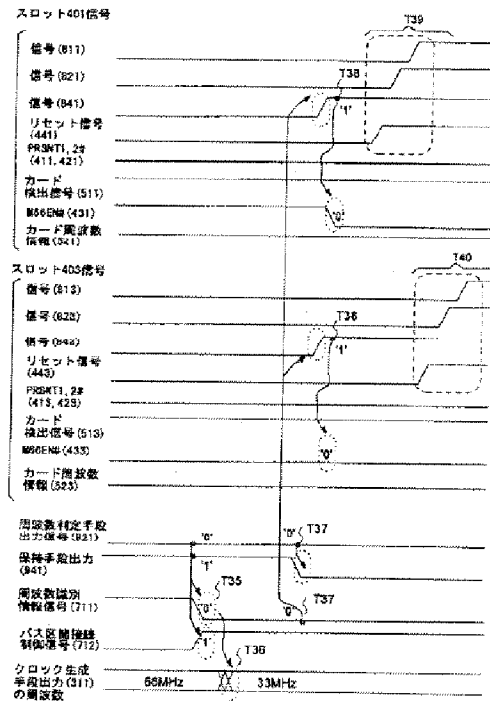 スロット401信号
T39
信号(611)
信号(621)
T38
信号(641)
'1'
リセット信号
(441)
PRSNT1,2#
(411,421)
カード
検出信号(511)
M66EN#(431)
'0'
カード周波数
情報(521)
スロット403信号
T40
信号(613)
信号(623)
T38
信号(643)
'1'
リセット信号
(443)
PRSNT1,2#
(413,423)
カード
検出信号(513)
M66EN#(433)
'0'
カード周波数
情報(523)
周波数判定手段
出力信号(821)
'0'
'0'
T37
保持手段出力
(841)
'1'
T35
周波数識別
情報信号(711)
'0'
'0'
T37
バス区間接続
制御信号(712)
'1'
T36
クロック生成
手段出力(311)
の周波数
66MHz
33MHz